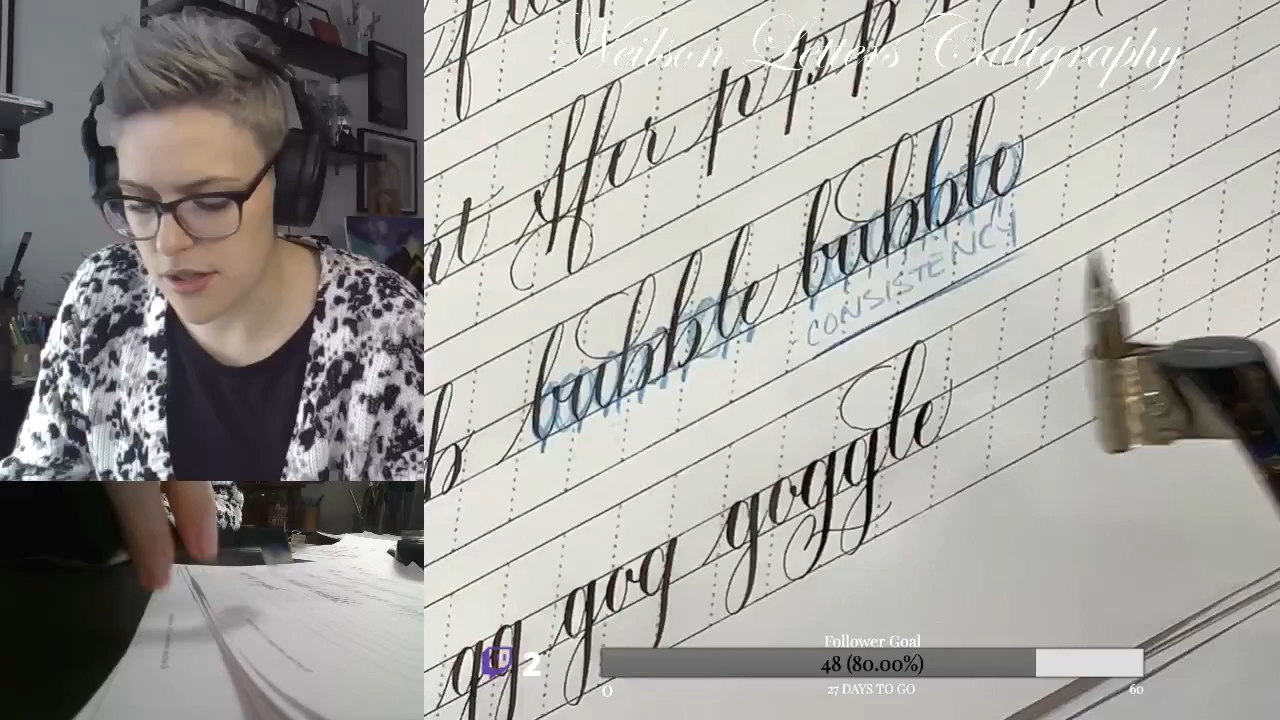 Neilson Letters Calligraphy
ffer p p p
bubble bubble
CONSISTENCY
b
gg gog goggle
2
Follower Goal
48 (80.00%)
0 27 DAYS TO GO 60